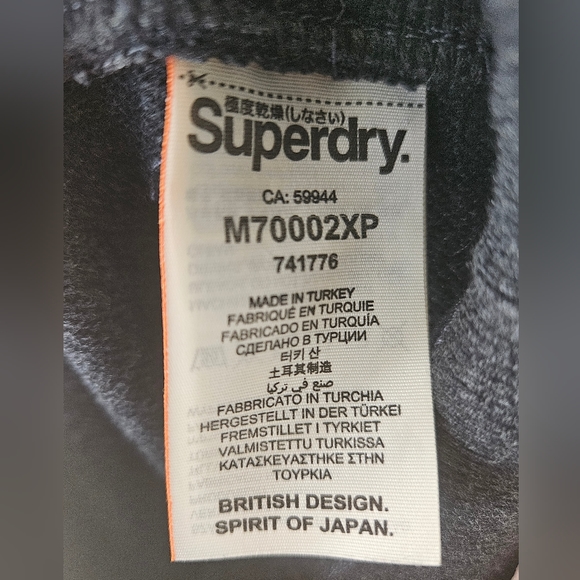 極度乾燥(しなさい)
Superdry.
CA: 59944
M70002XP
741776
MADE IN TURKEY
FABRIQUÉ EN TURQUIE
FABRICADO EN TURQUÍA
СДЕЛАНО В ТУРЦИИ
터키 산
土耳其制造
صنع في تركيا
FABBRICATO IN TURCHIA
HERGESTELLT IN DER TÜRKEI
FREMSTILLET I TYRKIET
VALMISTETTU TURKISSA
ΚΑΤΑΣΚΕΥΑΣΤΗΚΕ ΣΤΗΝ
ΤΟΥΡΚΙΑ
BRITISH DESIGN.
SPIRIT OF JAPAN.